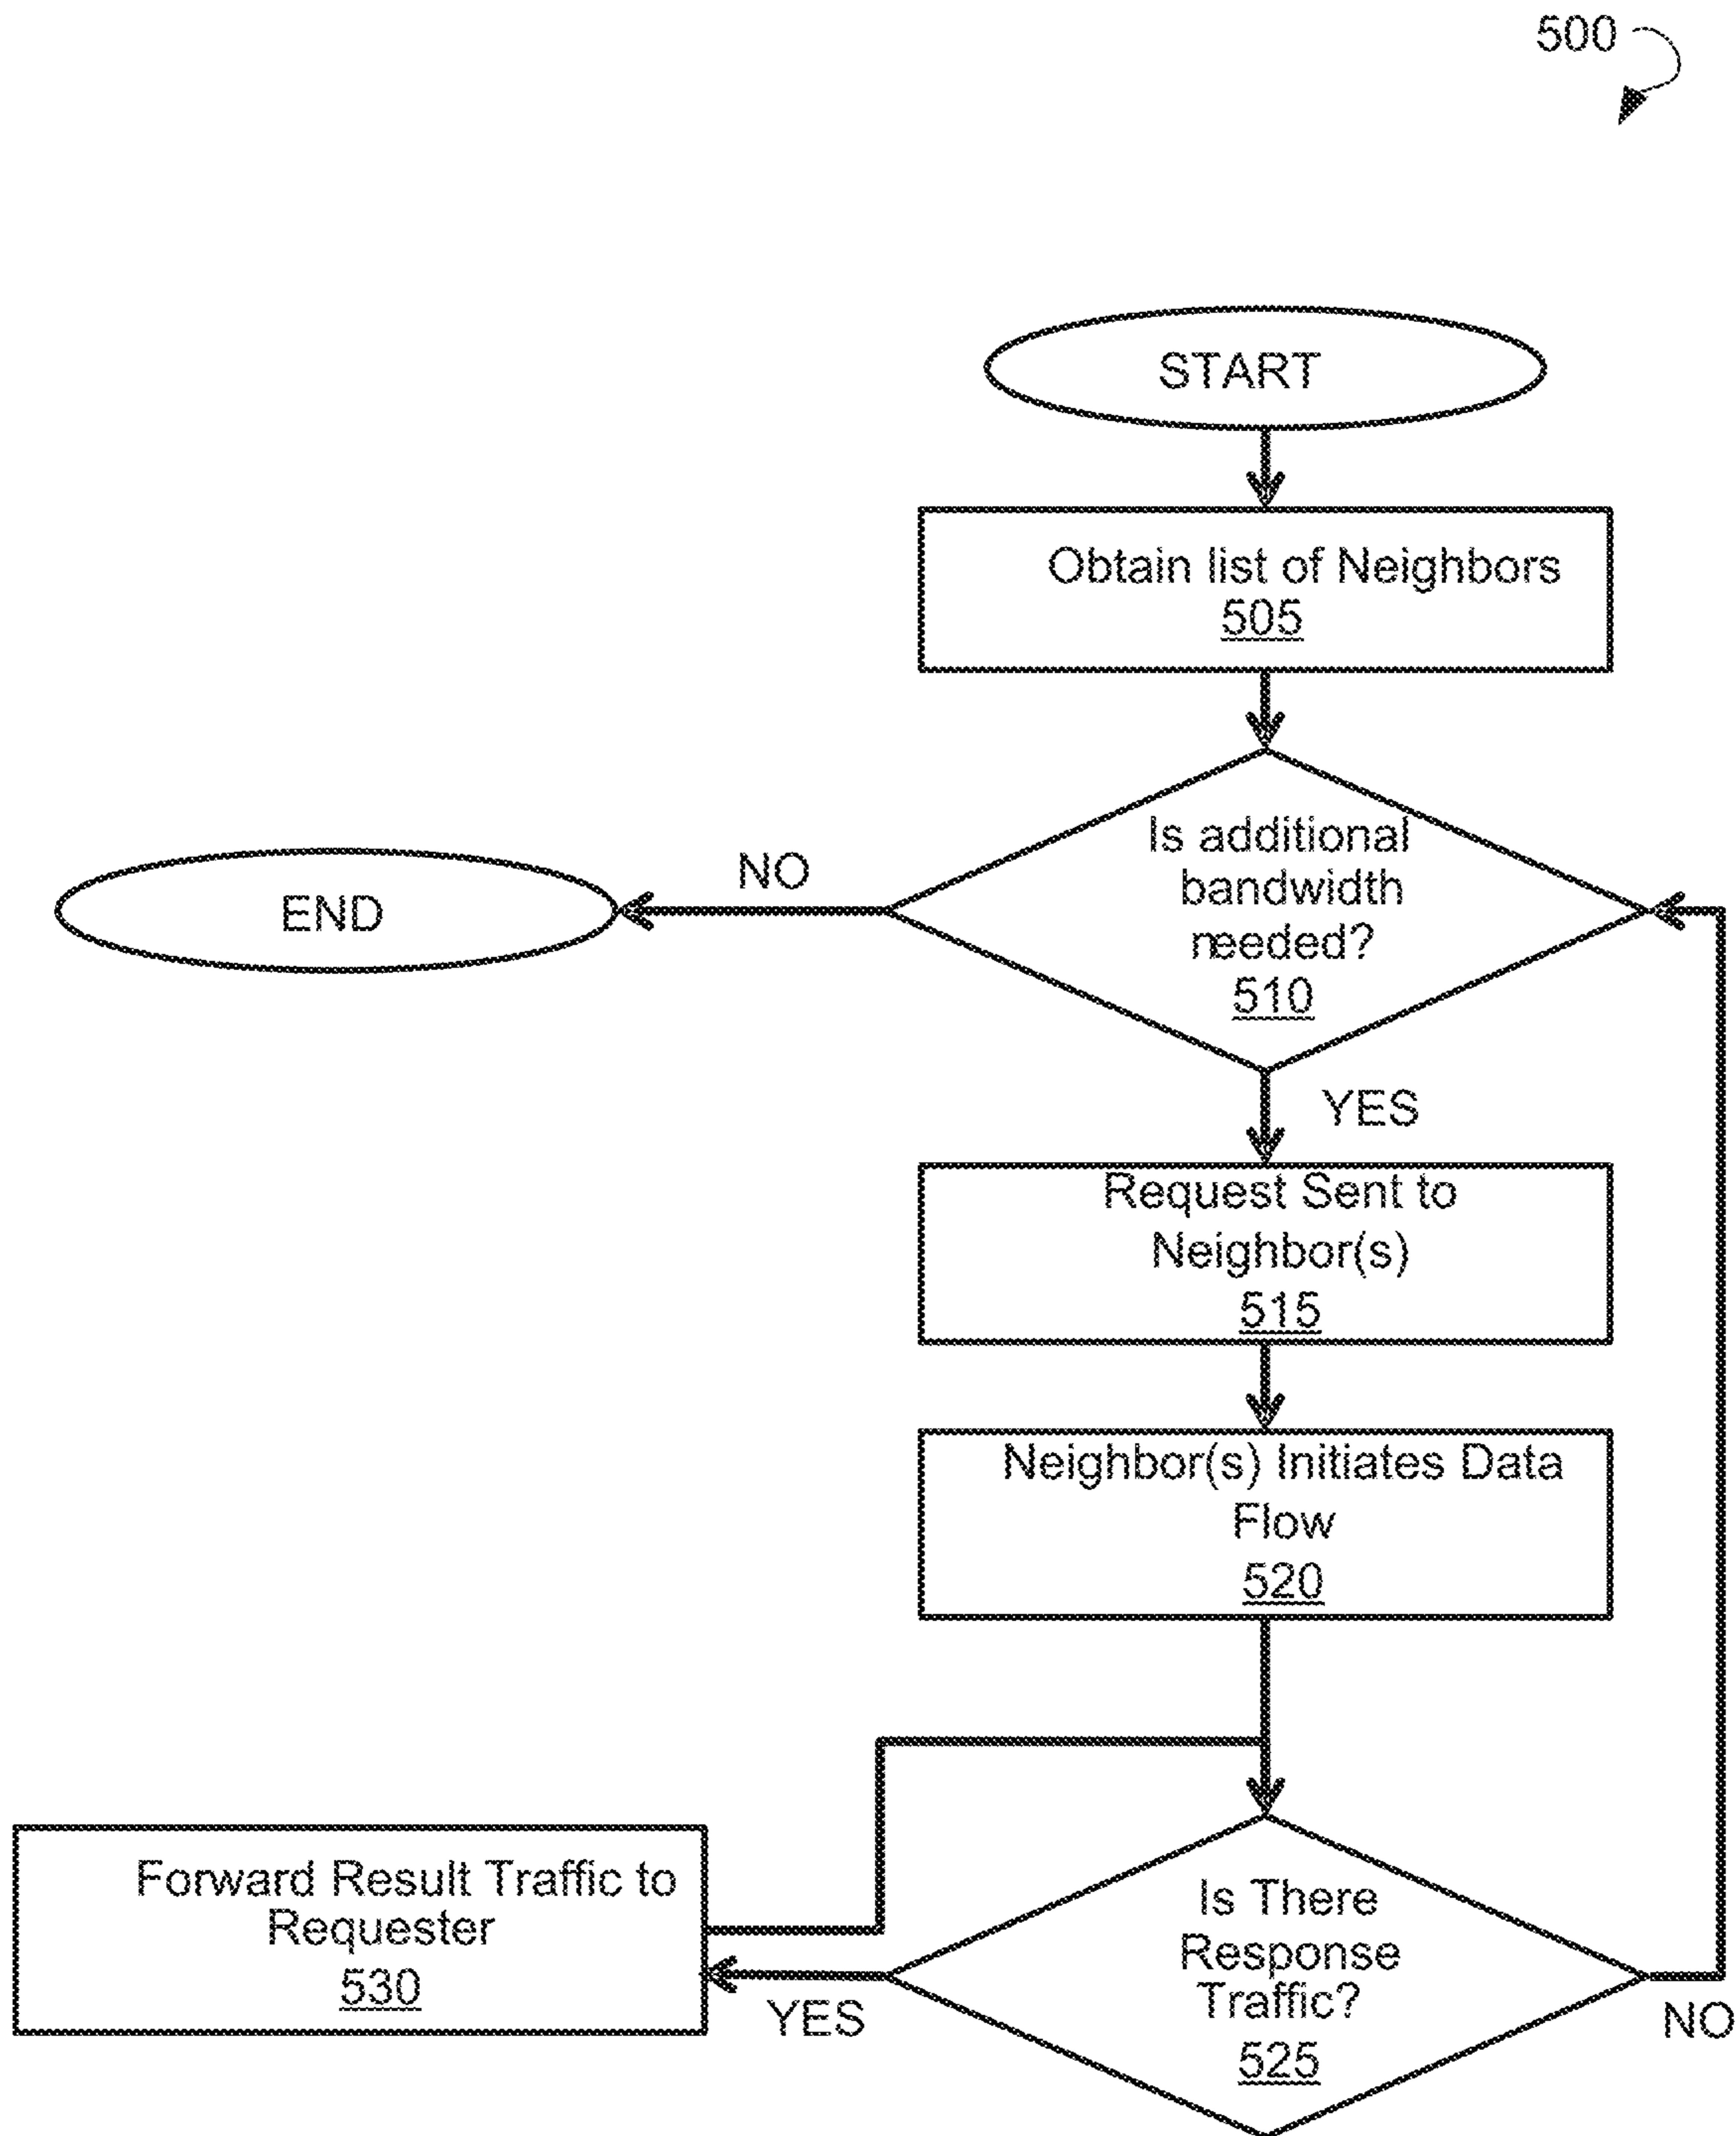 500
START
Obtain list of Neighbors
505
Is additional
bandwidth
needed?
510
NO
END
YES
Request Sent to
Neighbor(s)
515
Neighbor(s) Initiates Data
Flow
520
Is There
Response
Traffic?
525
YES
NO
Forward Result Traffic to
Requester
530